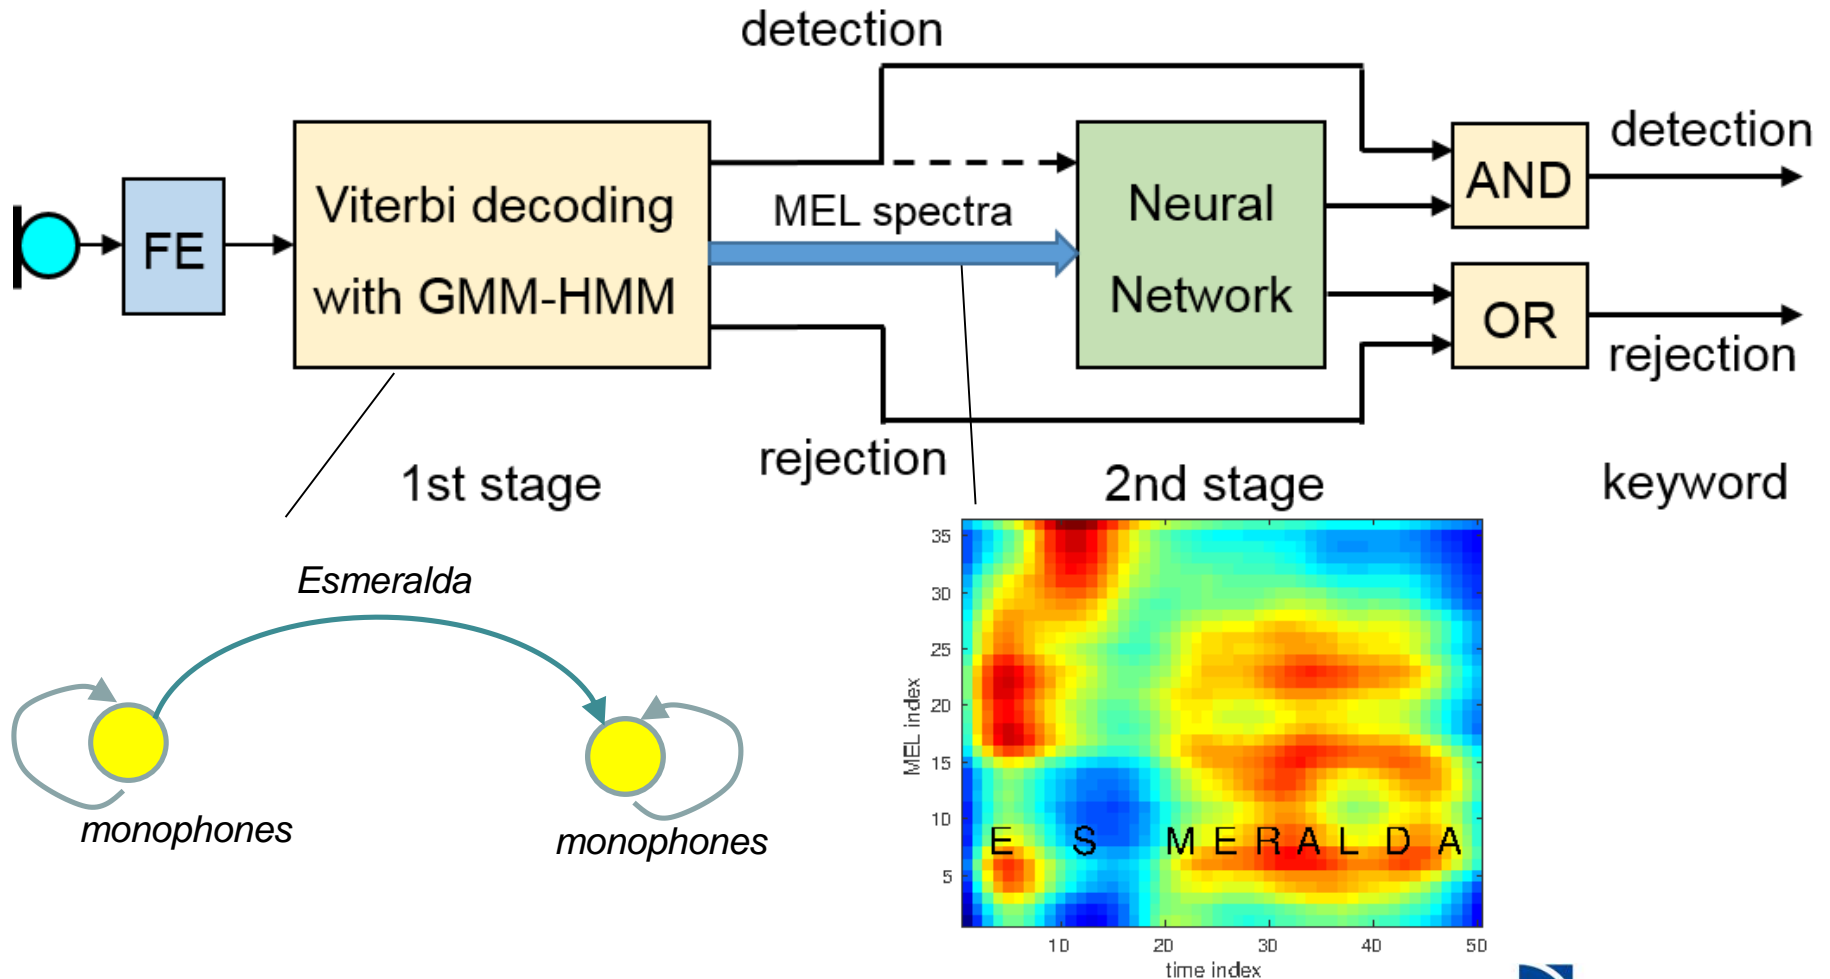 detection
detection
Viterbi decoding
with GMM-HMM
FE
MEL spectra
Neural
Network
AND
OR
rejection
rejection
1st stage
2nd stage
keyword
Esmeralda
monophones
monophones
MEL index
35
30
25
20
15
10
5
E S M E R A L D A
10 20 30 40 50
time index